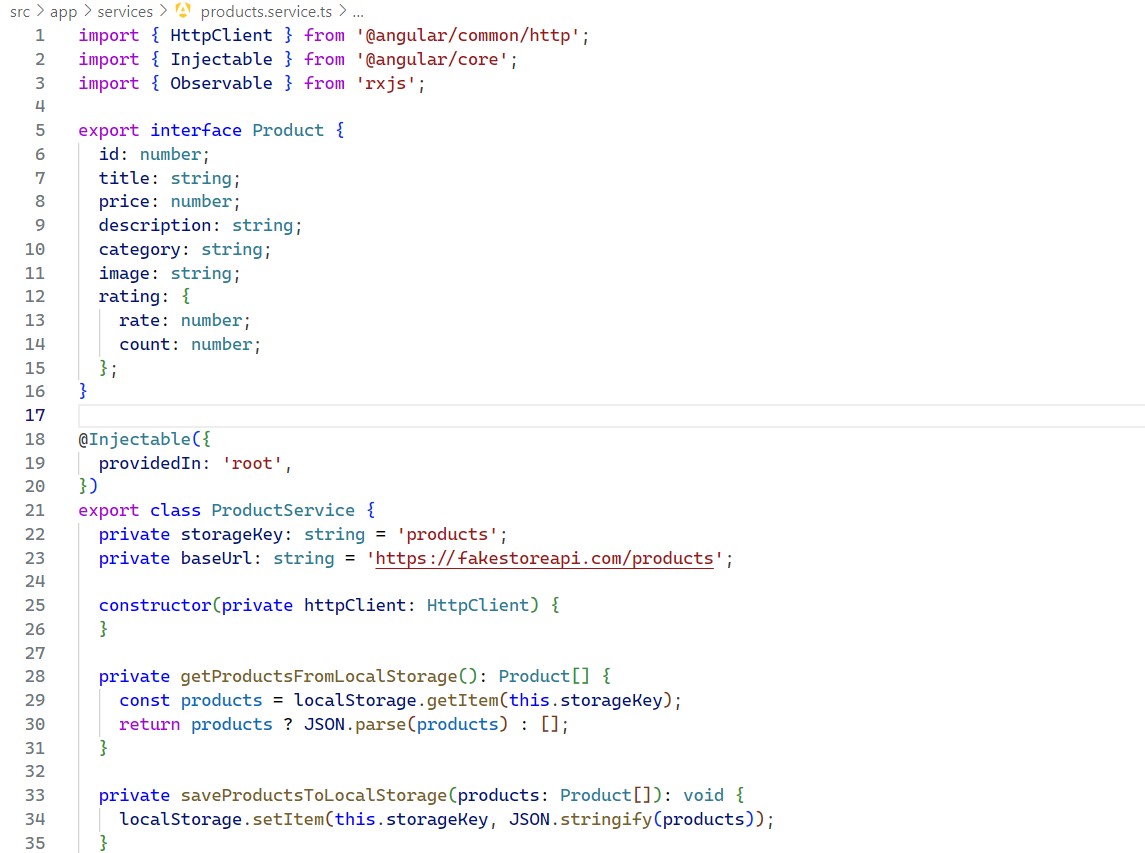 src > app > services > products.service.ts > ...
1 import { HttpClient } from '@angular/common/http';
2 import { Injectable } from '@angular/core';
3 import { Observable } from 'rxjs';
4
5 export interface Product {
6   id: number;
7   title: string;
8   price: number;
9   description: string;
10   category: string;
11   image: string;
12   rating: {
13     rate: number;
14     count: number;
15   };
16 }
17
18 @Injectable({
19   providedIn: 'root',
20 })
21 export class ProductService {
22   private storageKey: string = 'products';
23   private baseUrl: string = 'https://fakestoreapi.com/products';
24
25   constructor(private httpClient: HttpClient) {
26   }
27
28   private getProductsFromLocalStorage(): Product[] {
29     const products = localStorage.getItem(this.storageKey);
30     return products ? JSON.parse(products) : [];
31   }
32
33   private saveProductsToLocalStorage(products: Product[]): void {
34     localStorage.setItem(this.storageKey, JSON.stringify(products));
35   }